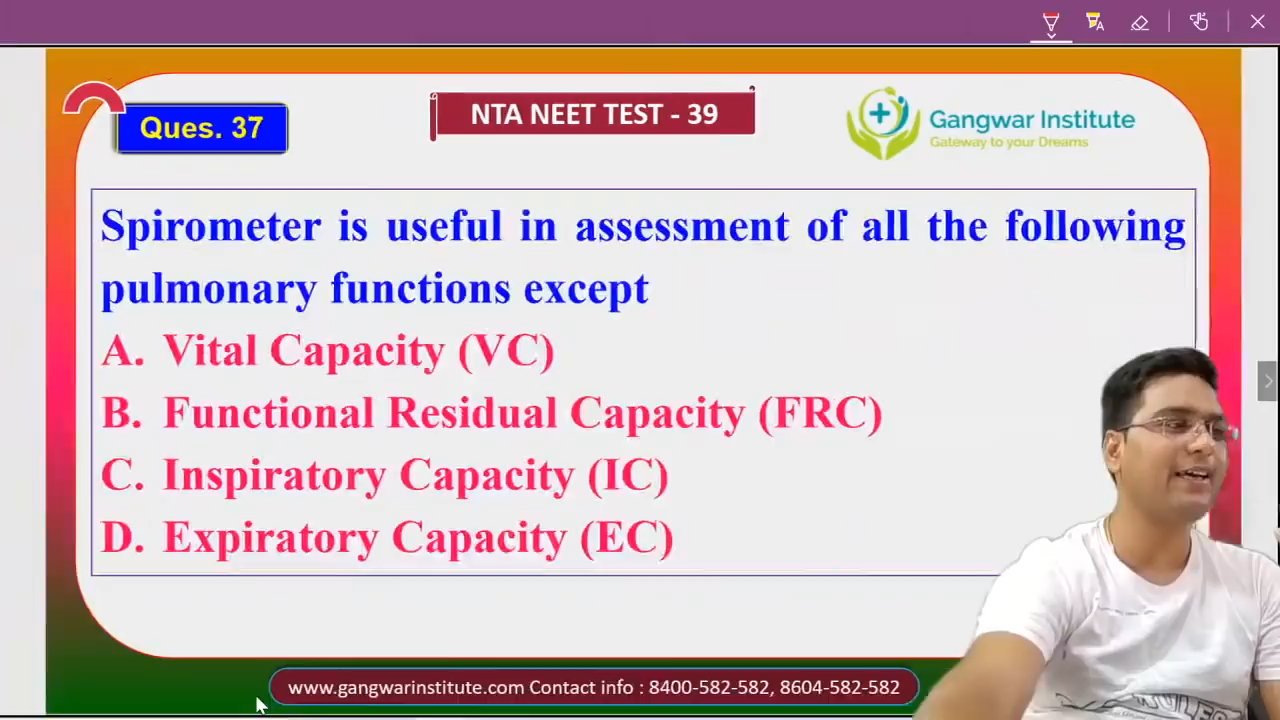 Ques. 37
NTA NEET TEST - 39
Gangwar Institute
Gateway to your Dreams
Spirometer is useful in assessment of all the following
pulmonary functions except
A. Vital Capacity (VC)
B. Functional Residual Capacity (FRC)
C. Inspiratory Capacity (IC)
D. Expiratory Capacity (EC)
www.gangwarinstitute.com Contact info : 8400-582-582, 8604-582-582